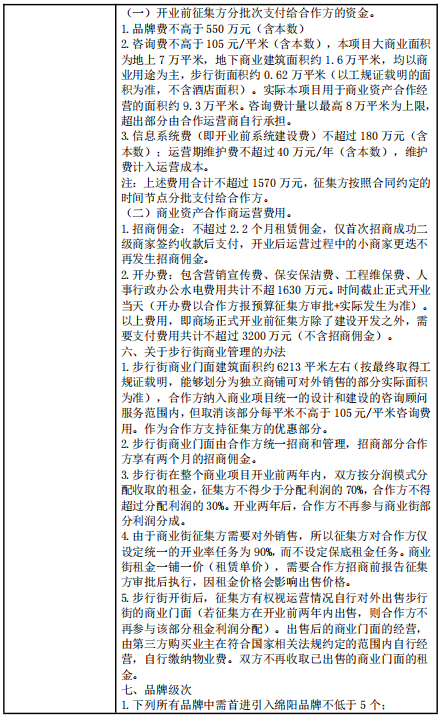 （一）开业前征集方分批次支付给合作方的资金。
1.品牌费不高于550万元（含本数）
2.咨询费不高于105元/平米（含本数），本项目大商业面积
为地上7万平米，地下商业建筑面积约1.6万平米，均以商
业用途为主，步行街面积约0.62万平米（以工规证载明的面
积为准，不含酒店面积）。实际本项目用于商业资产合作经
营的面积约9.3万平米。咨询费计量以最高8万平米为上限，
超出部分由合作运营商自行承担。
3.信息系统费（即开业前系统建设费）不超过180万元（含
本数）；运营期维护费不超过40万元/年（含本数），维护
费计入运营成本。
注：上述费用合计不超过1570万元，征集方按照合同约定的
时间节点分批支付给合作方。
（二）商业资产合作商运营费用。
1.招商佣金：不超过2.2个月租赁佣金，仅首次招商成功二
级商家签约收款后支付，开业后运营过程中的小商家更迭不
再发生招商佣金。
2.开办费：包含营销宣传费、保安保洁费、工程维保费、人
事行政办公水电费用共计不超1630万元。时间截止正式开业
当天（开办费以合作方报预算征集方审批+实际发生为准）。
以上费用，即商场正式开业前征集方除了建设开发之外，需
要支付费用共计不超过3200万元（不含招商佣金）。
六、关于步行街商业管理的办法
1.步行街商业门面建筑面积约6213平米左右（按最终取得工
规证载明，能够划分为独立商铺可对外销售的部分实际面积
为准），合作方纳入商业项目统一的设计和建设的咨询顾问
服务范围内，但取消该部分每平米不高于105元/平米咨询费
用。作为合作方支持征集方的优惠部分。
2.步行街商业门面由合作方统一招商和管理，招商部分合作
方享有两个月的招商佣金。
3.步行街在整个商业项目开业前两年内，双方按分润模式分
配收取的租金，征集方不得少于分配利润的70%，合作方不得
超过分配利润的30%。开业两年后，合作方不再参与商业街部
分利润分成。
4.由于商业街征集方需要对外销售，所以征集方对合作方仅
设定统一的开业率任务为90%，而不设定保底租金任务。商业
街租金一铺一价（租赁单价），需要合作方招商前报告征集
方审批后执行，因租金价格会影响出售价格。
5.步行街开街后，征集方有权视运营情况自行对外出售步行
街的商业门面（若征集方在开业前两年内出售，则合作方不
再参与该部分租金利润分配）。出售后的商业门面的经营，
由第三方购买业主在符合国家相关法规约定的范围内自行经
营，自行缴纳物业费。双方不再收取已出售的商业门面的租
金。
七、品牌级次
1.下列所有品牌中需首进引入绵阳品牌不低于5个；